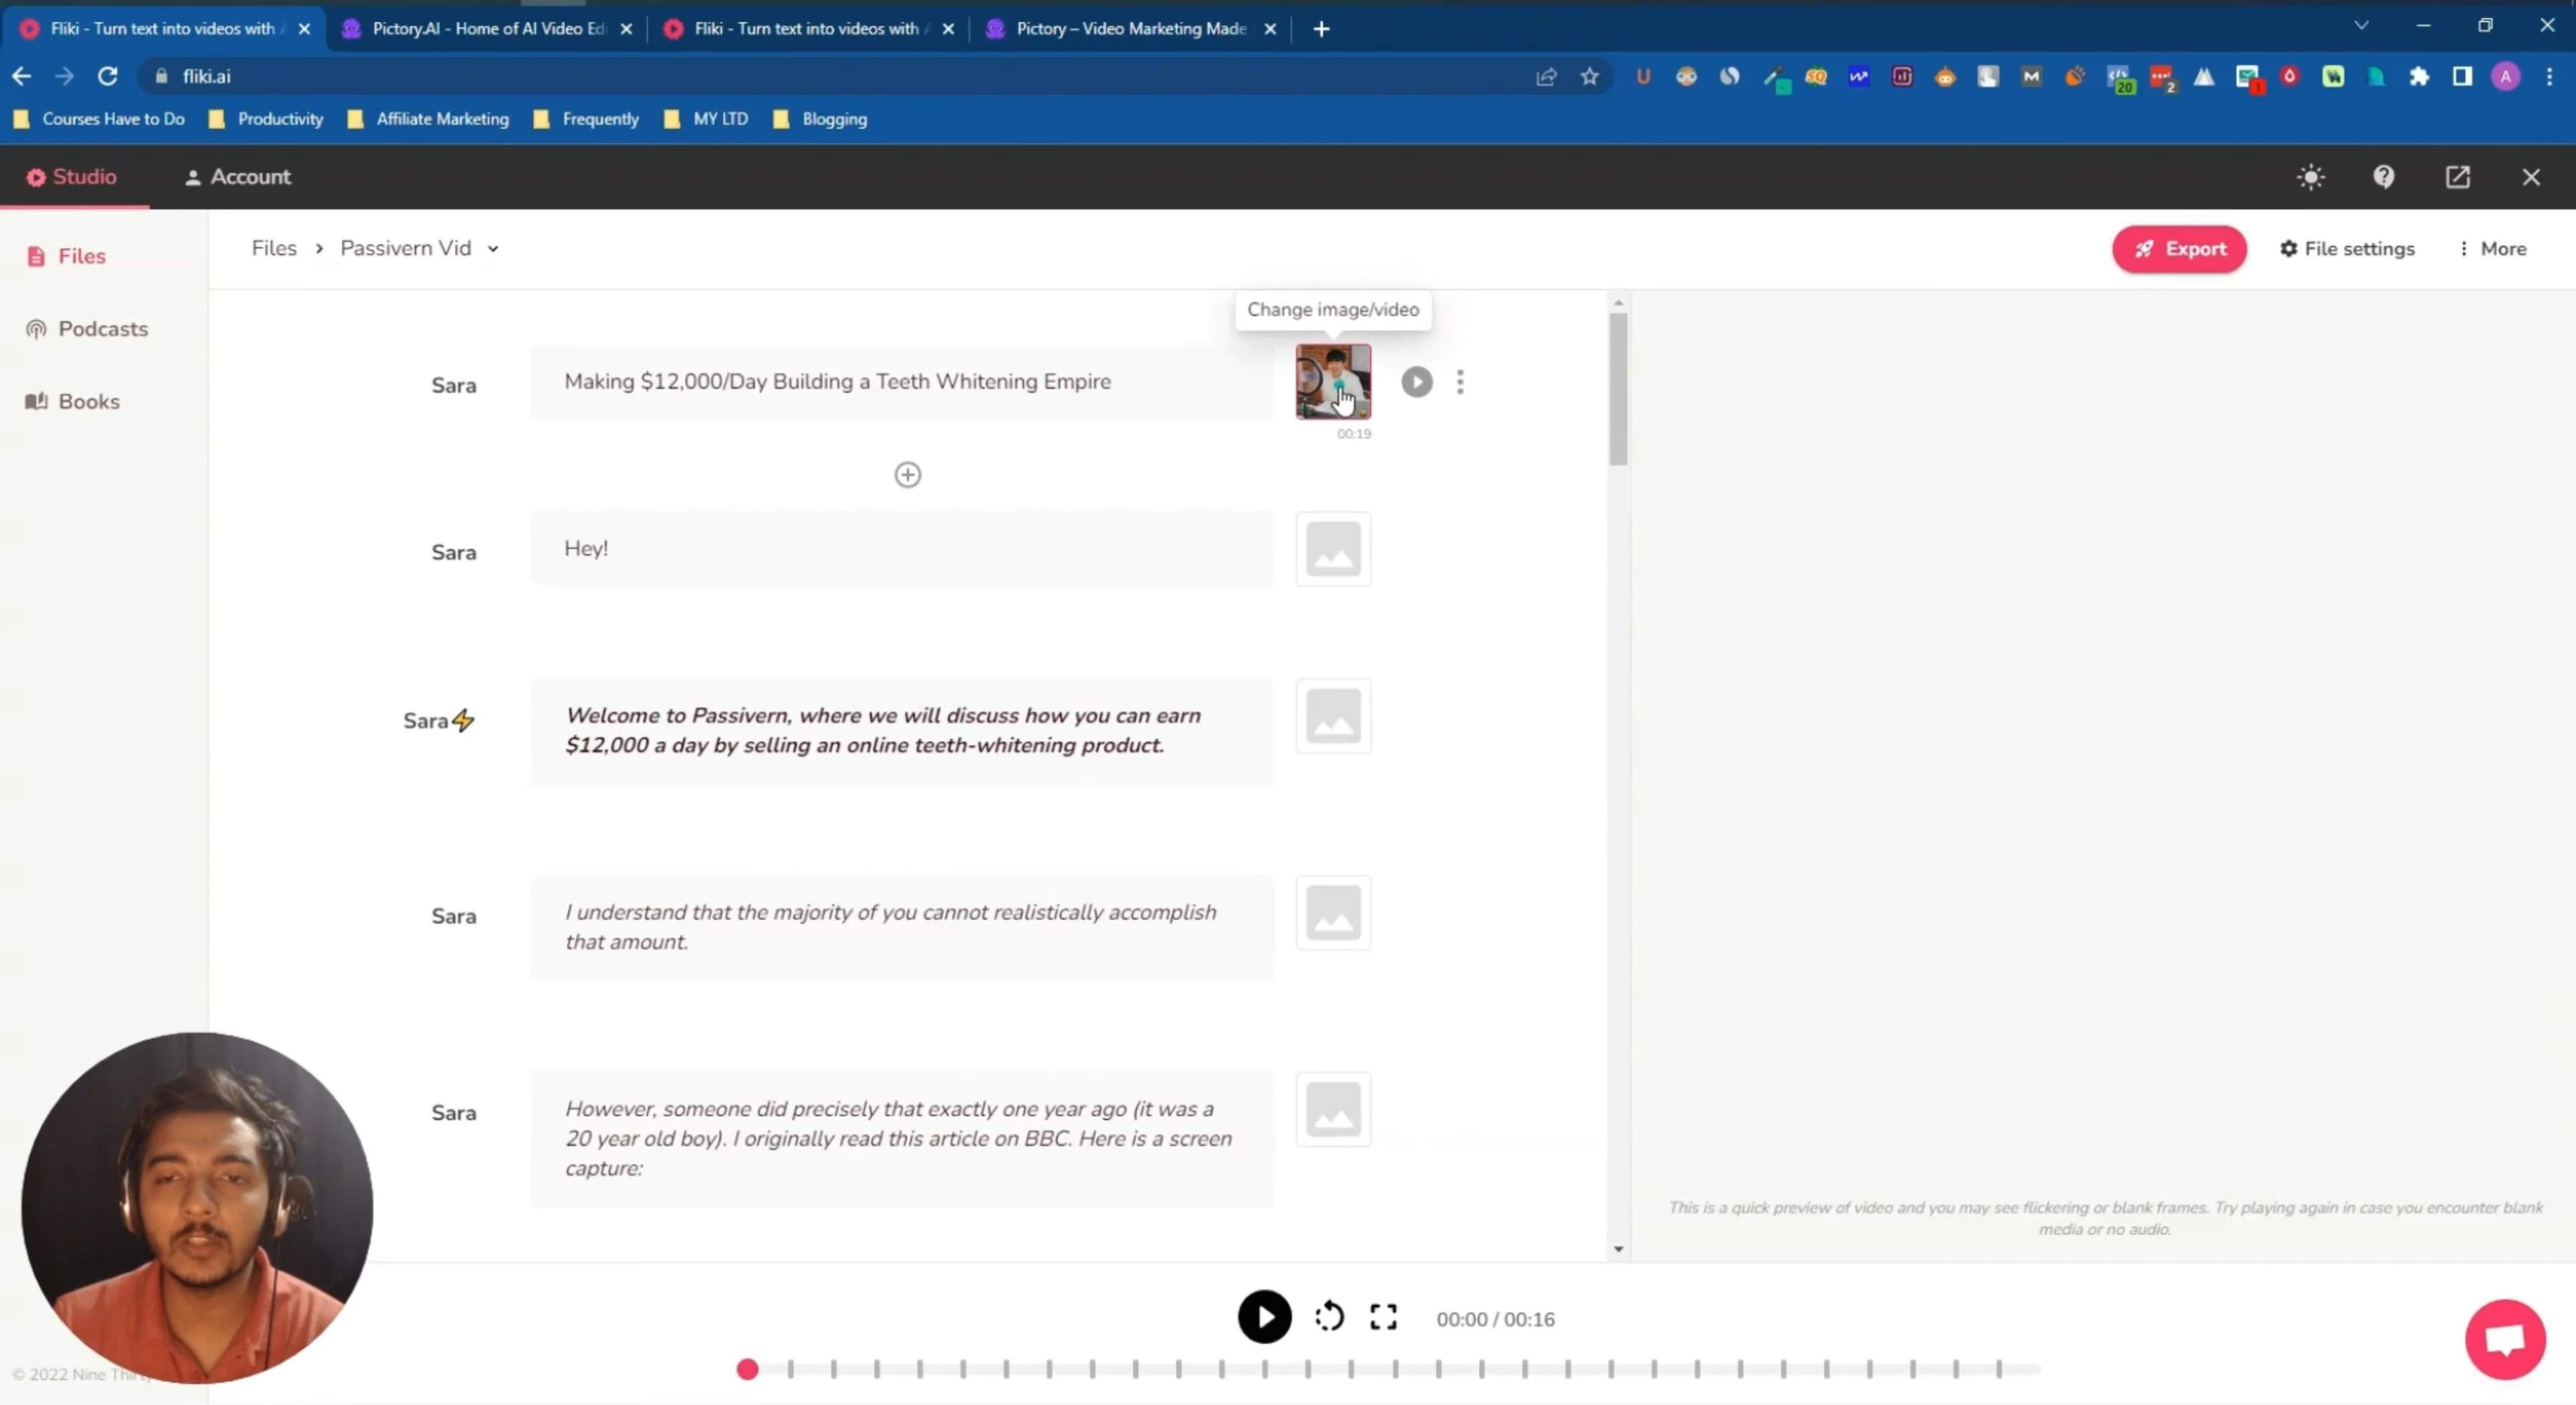 Fliki - Turn text into videos with
Pictory.AI - Home of AI Video Edi
Fliki - Turn text into videos with
Pictory – Video Marketing Made
fliki.ai
20
2
1
A
Courses Have to Do
Productivity
Affiliate Marketing
Frequently
MY LTD
Blogging
Studio
Account
Files
Podcasts
Books
Files > Passivern Vid
Export
File settings
More
Change image/video
Sara
Making $12,000/Day Building a Teeth Whitening Empire
00:19
Sara
Hey!
Sara⚡
Welcome to Passivern, where we will discuss how you can earn
$12,000 a day by selling an online teeth-whitening product.
Sara
I understand that the majority of you cannot realistically accomplish
that amount.
Sara
However, someone did precisely that exactly one year ago (it was a
20 year old boy). I originally read this article on BBC. Here is a screen
capture:
This is a quick preview of video and you may see flickering or blank frames. Try playing again in case you encounter blank
media or no audio.
00:00 / 00:16
© 2022 Nine Thirty